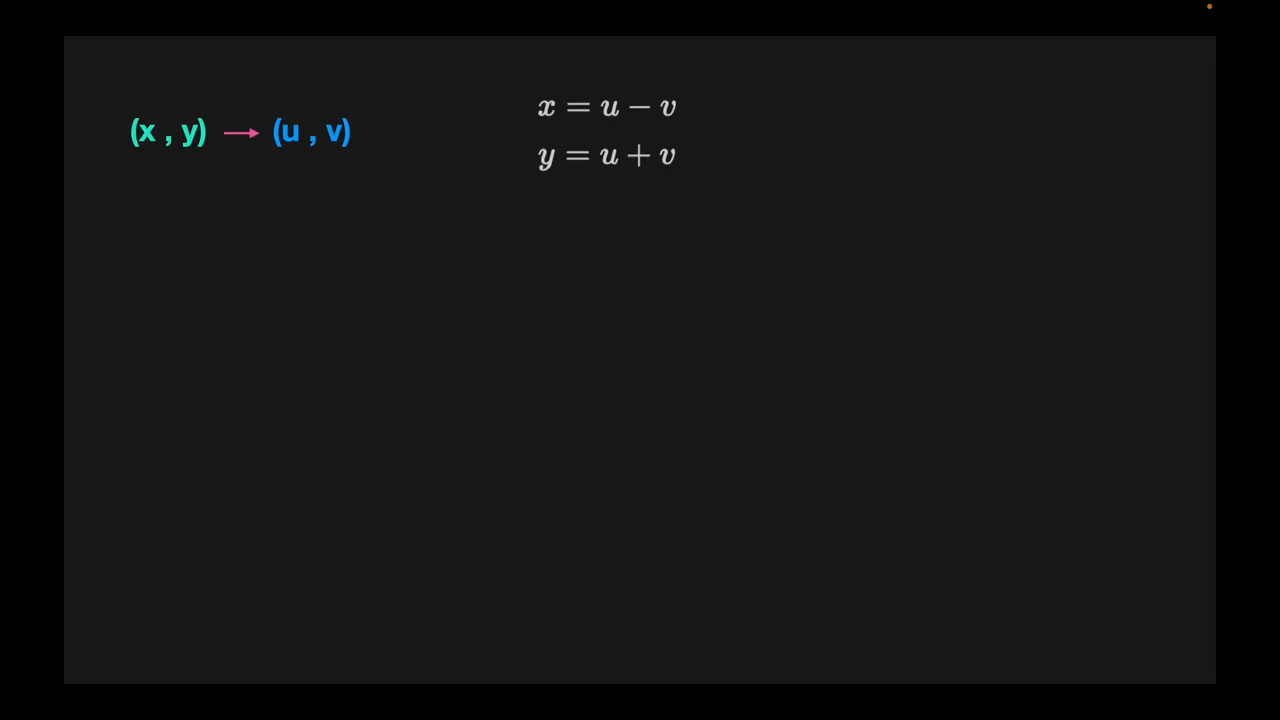 (x , y) → (u , v)
x = u − v
y = u + v